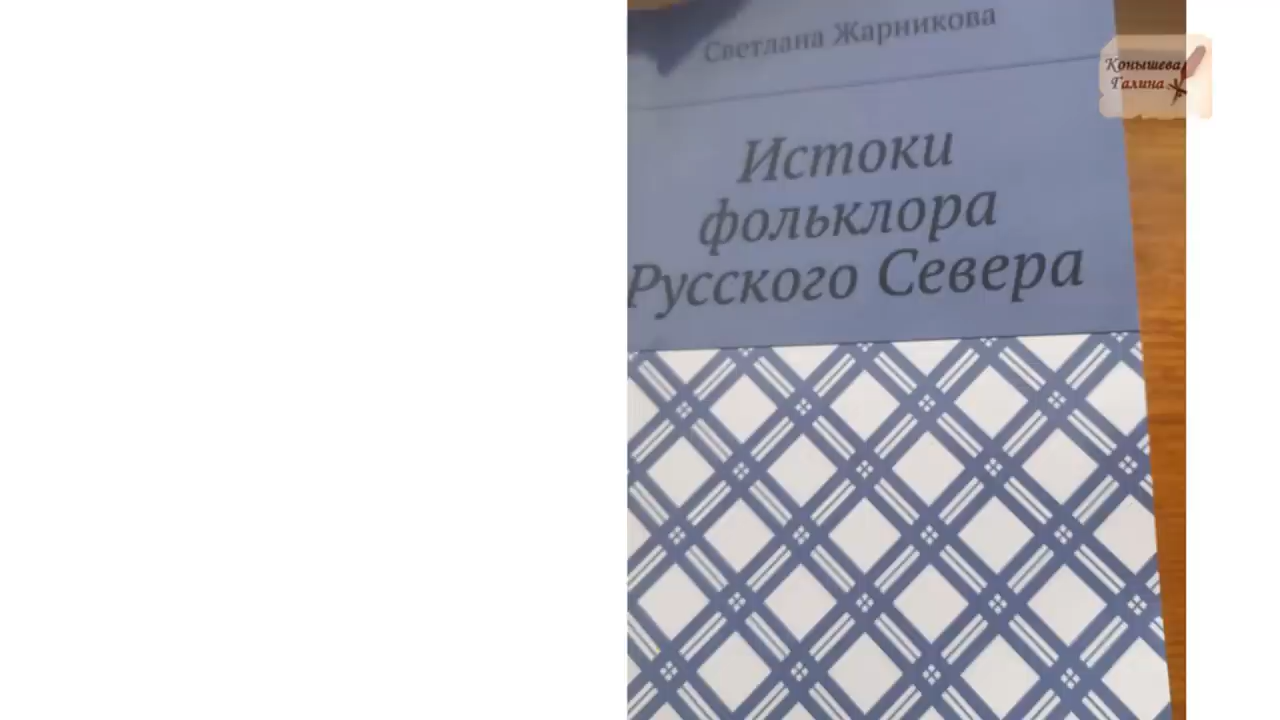 Светлана Жарникова
Истоки
фольклора
Русского Севера
Конышева
Галина